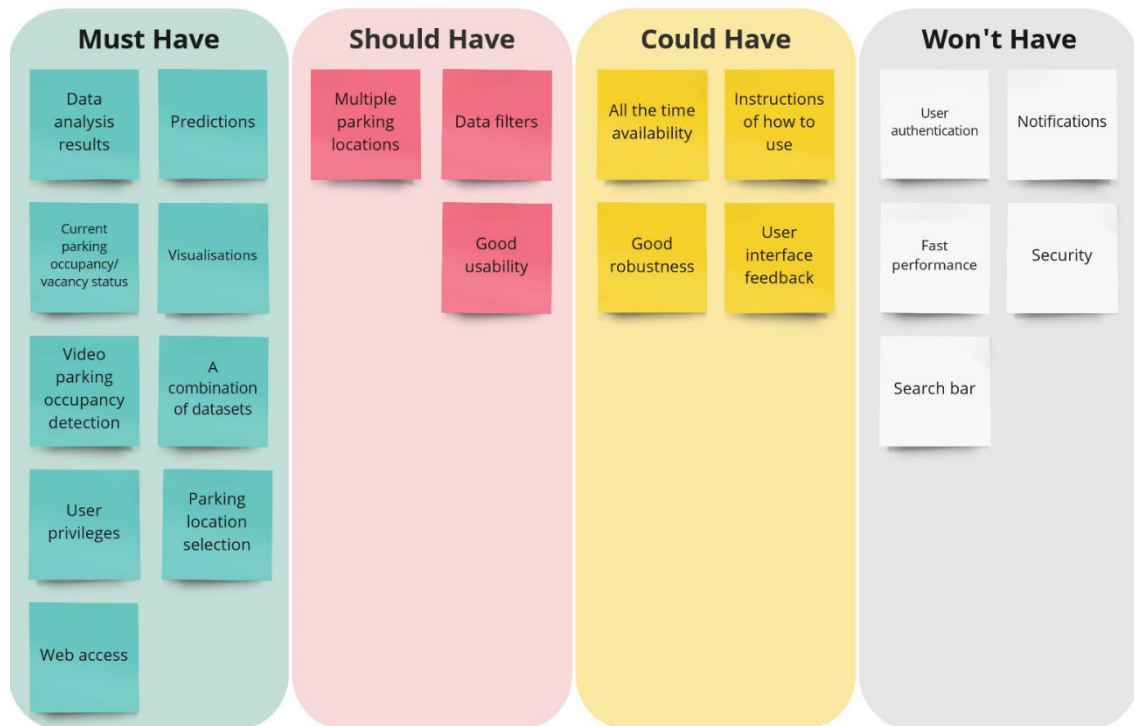 Must Have
Data
analysis
results
Predictions
Current
parking
occupancy/
vacancy status
Visualisations
Video
parking
occupancy
detection
A
combination
of datasets
User
privileges
Parking
location
selection
Web access
Should Have
Multiple
parking
locations
Data filters
Good
usability
Could Have
All the time
availability
Instructions
of how to
use
Good
robustness
User
interface
feedback
Won't Have
User
authentication
Notifications
Fast
performance
Security
Search bar